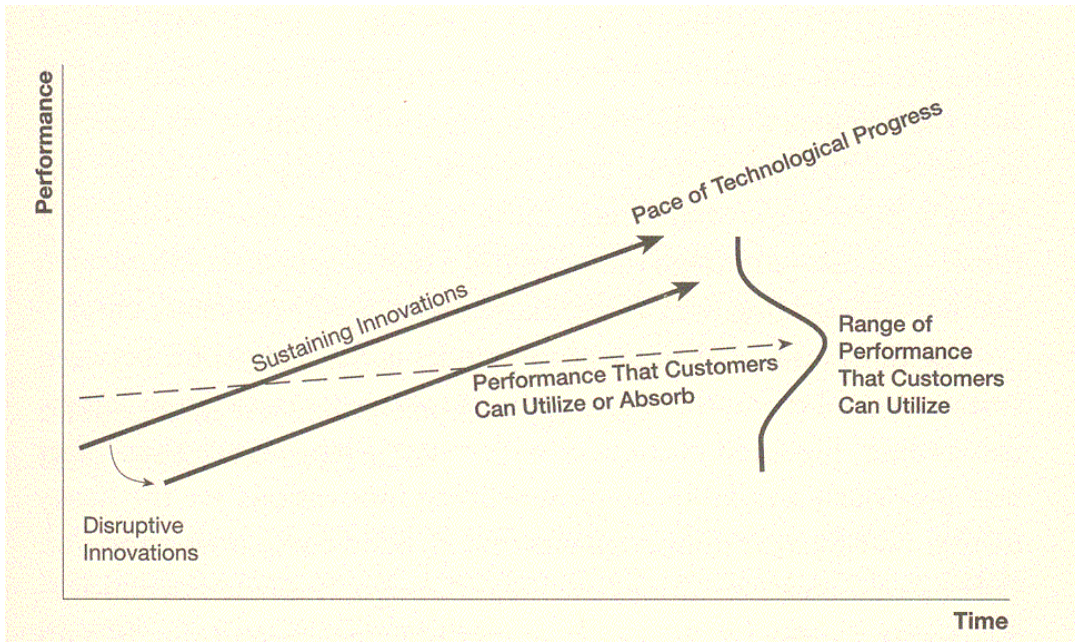 Performance
Pace of Technological Progress
Sustaining Innovations
Range of
Performance
That Customers
Can Utilize
Performance That Customers
Can Utilize or Absorb
Disruptive
Innovations
Time